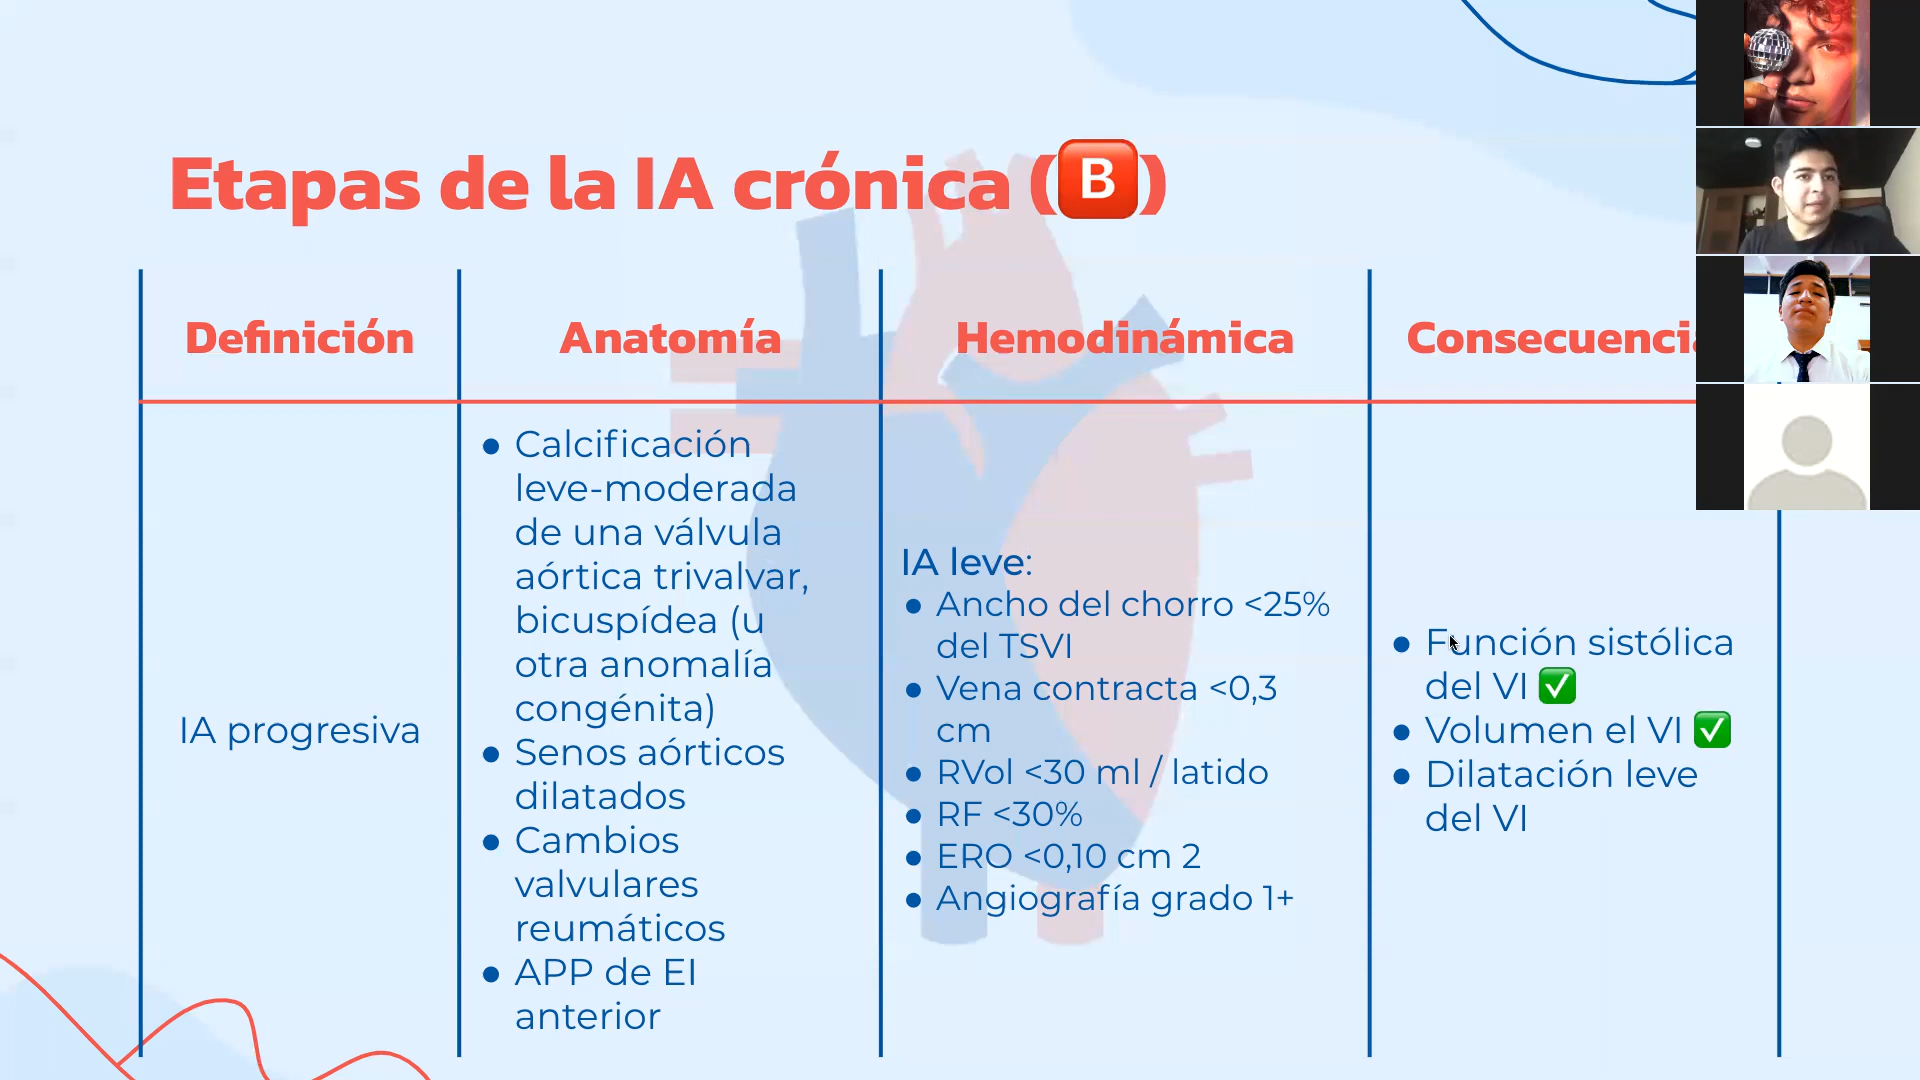 Etapas de la IA crónica (🅱️)
Definición
Anatomía
Hemodinámica
Consecuencia
IA progresiva
● Calcificación
leve-moderada
de una válvula
aórtica trivalvar,
bicuspídea (u
otra anomalía
congénita)
● Senos aórticos
dilatados
● Cambios
valvulares
reumáticos
● APP de EI
anterior
IA leve:
● Ancho del chorro <25%
del TSVI
● Vena contracta <0,3
cm
● RVol <30 ml / latido
● RF <30%
● ERO <0,10 cm 2
● Angiografía grado 1+
● Función sistólica
del VI ✅
● Volumen el VI ✅
● Dilatación leve
del VI